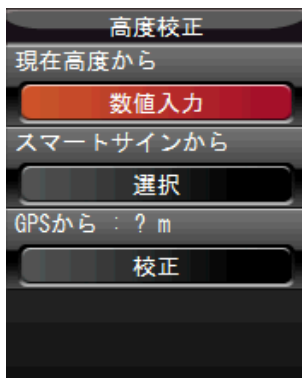 高度校正
現在高度から
数値入力
スマートサインから
選択
GPSから : ? m
校正